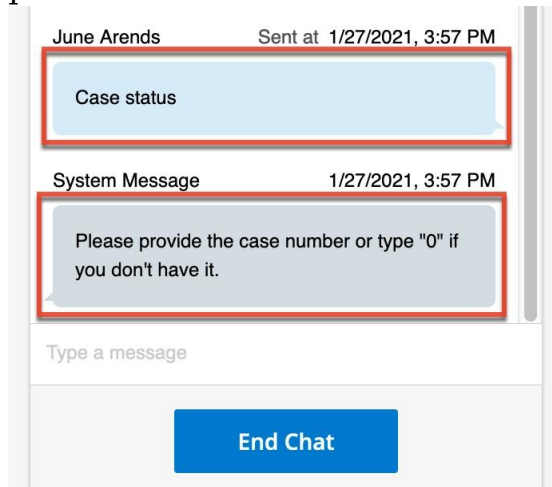 June Arends Sent at 1/27/2021, 3:57 PM
Case status
System Message 1/27/2021, 3:57 PM
Please provide the case number or type "0" if
you don't have it.
Type a message
End Chat